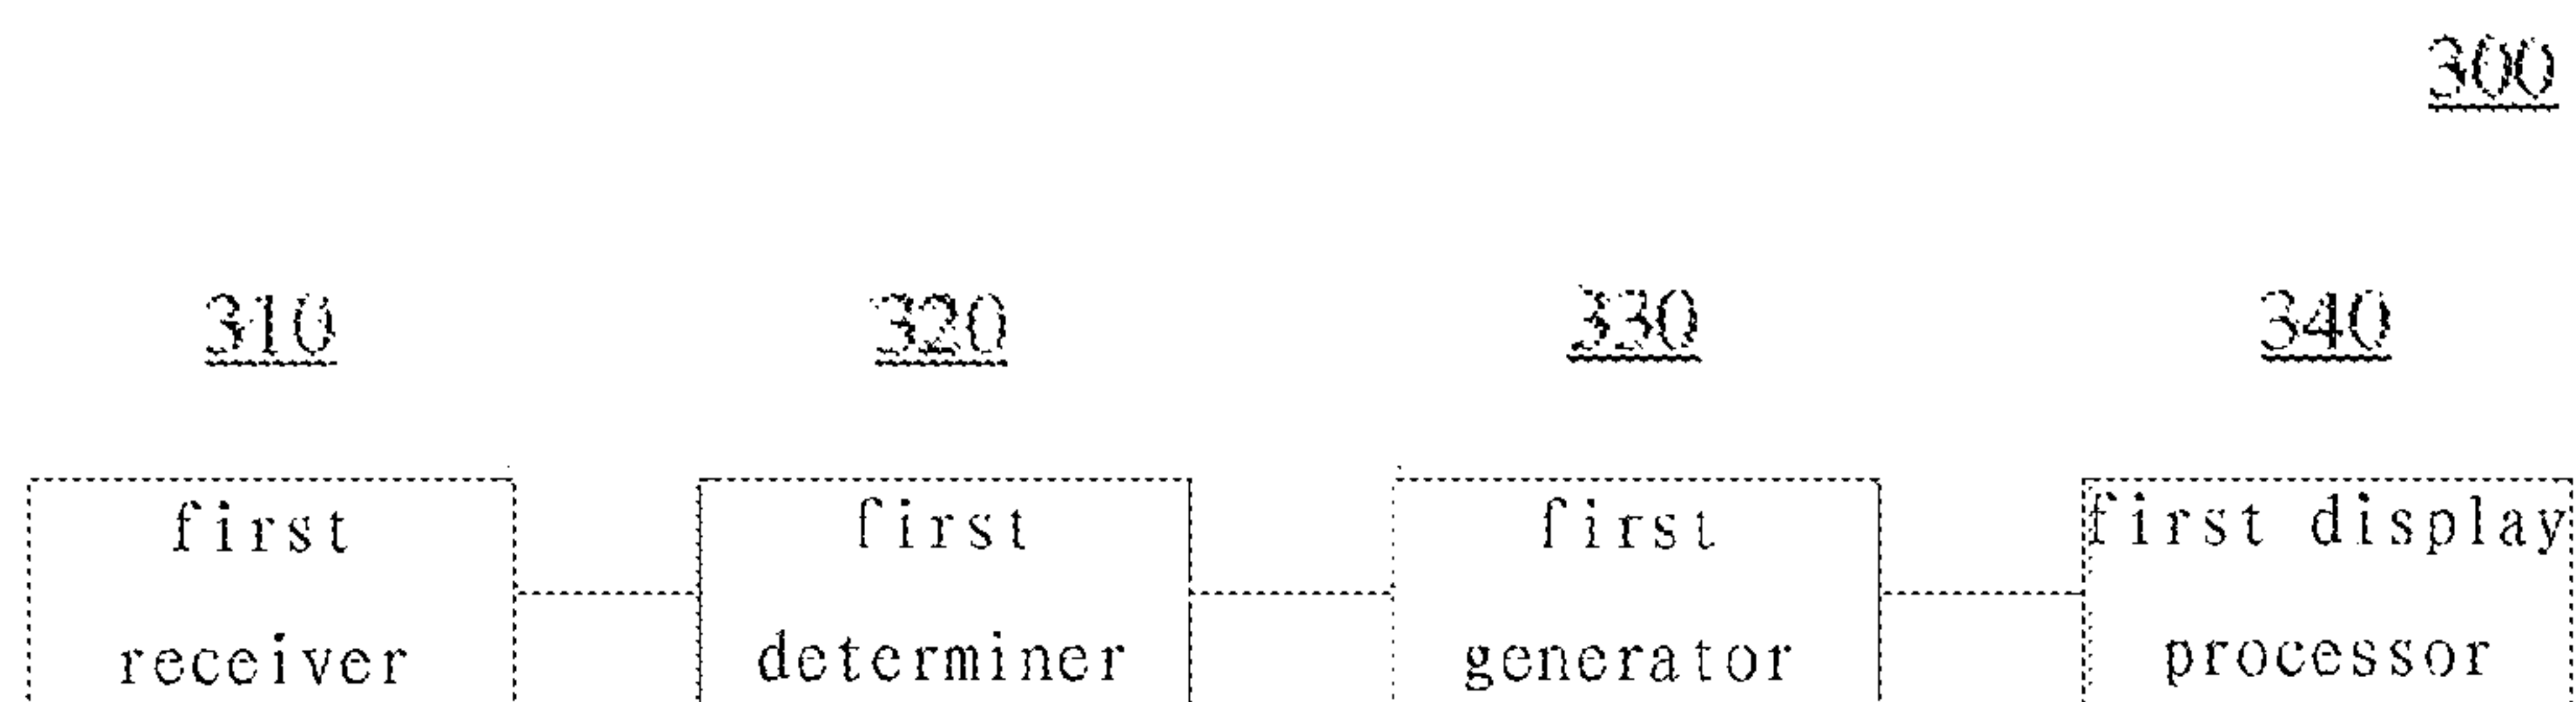 300
310 320 330 340
first first first first display
receiver determiner generator processor